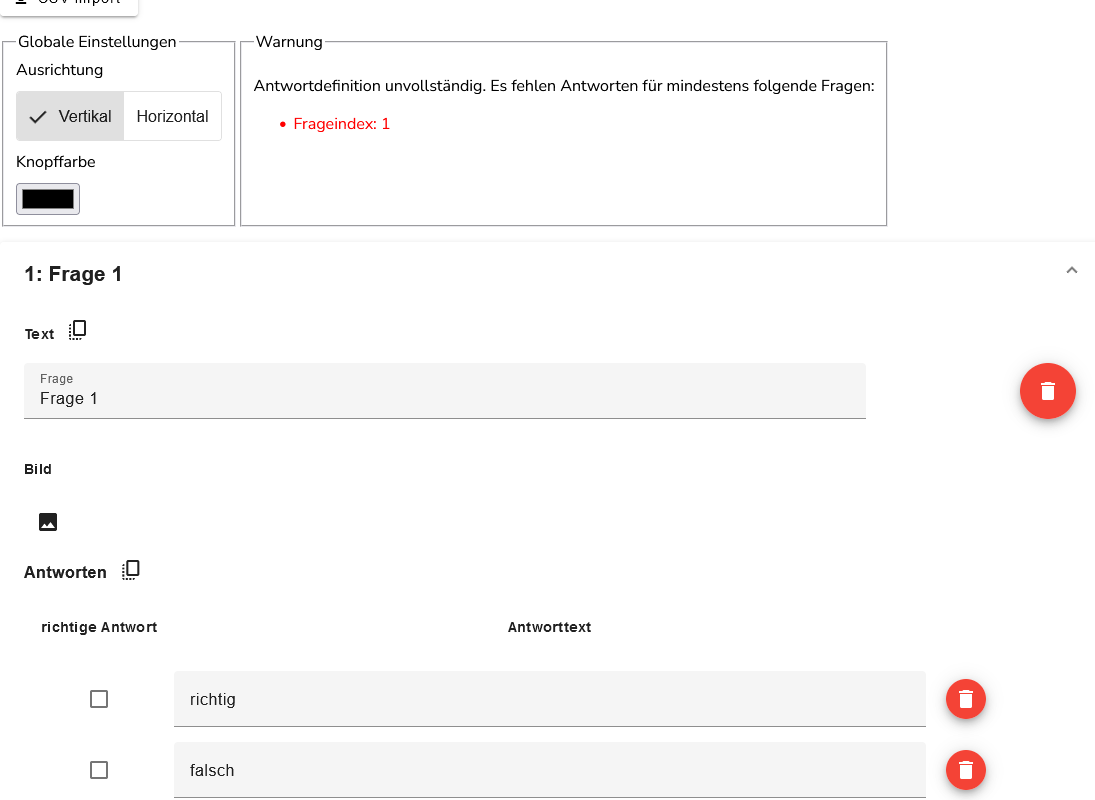 CSV Import
Globale Einstellungen
Warnung
Ausrichtung
Vertikal Horizontal
Knopffarbe
Antwortdefinition unvollständig. Es fehlen Antworten für mindestens folgende Fragen:
• Frageindex: 1
1: Frage 1
Text
Frage
Frage 1
Bild
Antworten
richtige Antwort Antworttext
richtig
falsch